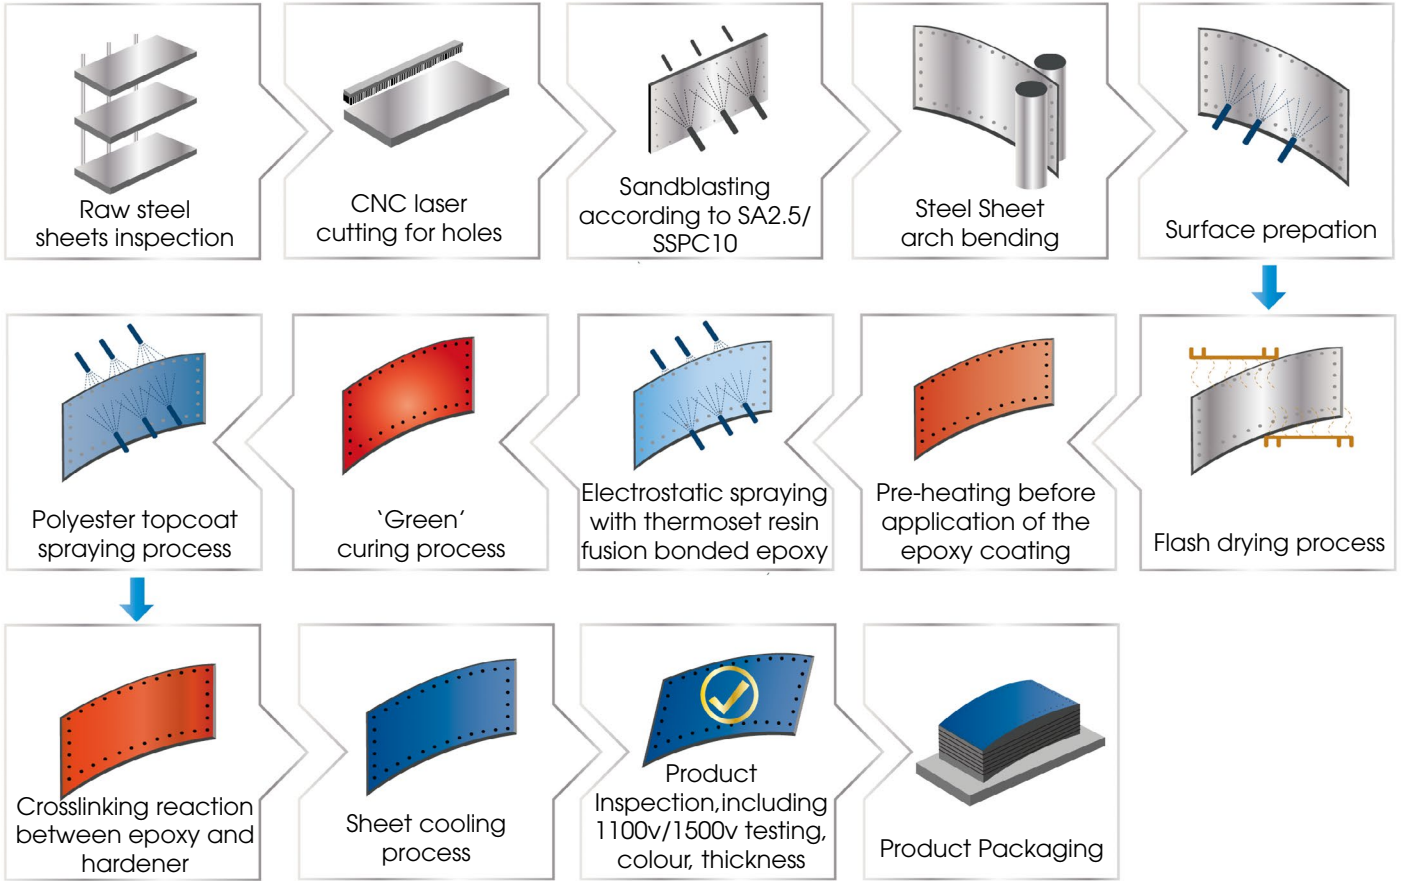 Raw steel
sheets inspection
CNC laser
cutting for holes
Sandblasting
according to SA2.5/
SSPC10
Steel Sheet
arch bending
Surface prepation
Flash drying process
Pre-heating before
application of the
epoxy coating
Electrostatic spraying
with thermoset resin
fusion bonded epoxy
'Green'
curing process
Polyester topcoat
spraying process
Crosslinking reaction
between epoxy and
hardener
Sheet cooling
process
Product
Inspection,including
1100v/1500v testing,
colour, thickness
Product Packaging